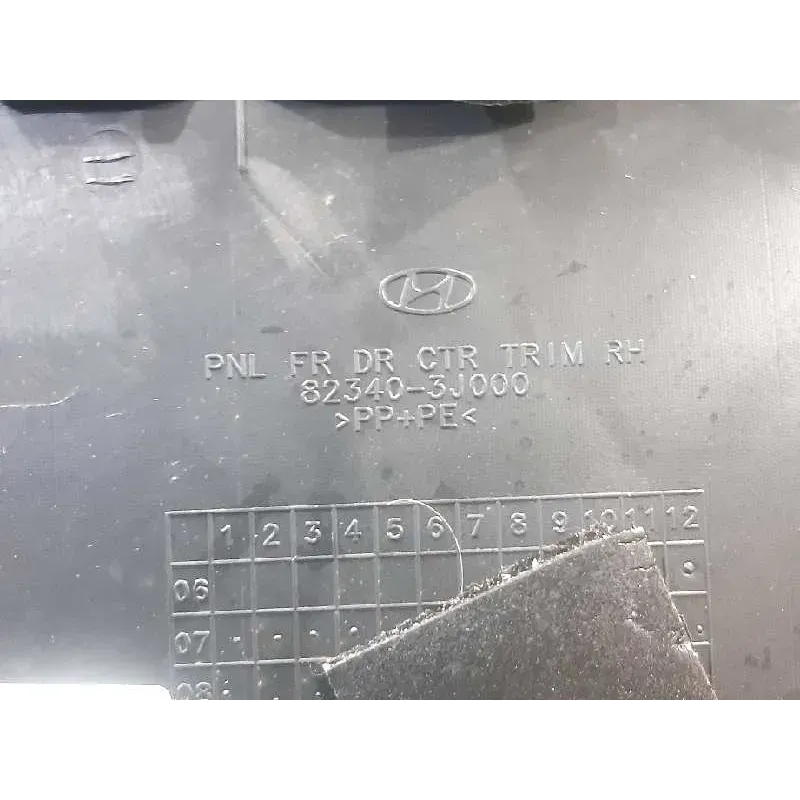 PNL FR DR CTR TRIM RH
82340-3J000
>PP+PE<
1 2 3 4 5 6 7 8 9 10 11 12
06
07
08